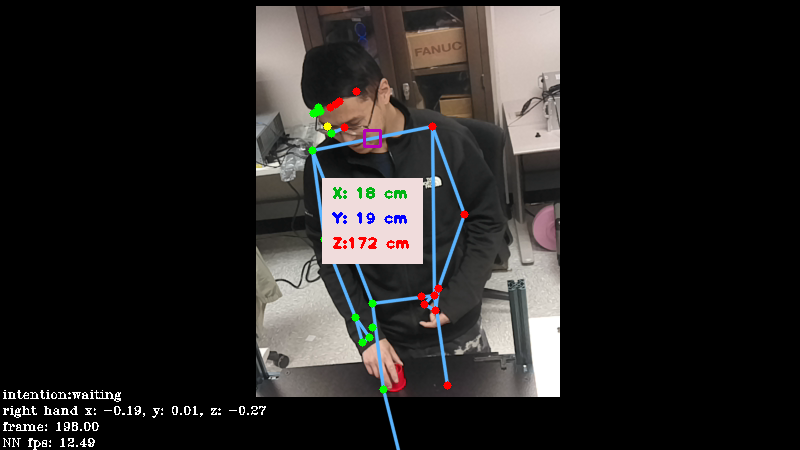 FANUC
X: 18 cm
Y: 19 cm
Z:172 cm
intention:waiting
right hand x: -0.19, y: 0.01, z: -0.27
frame: 198.00
NN fps: 12.49